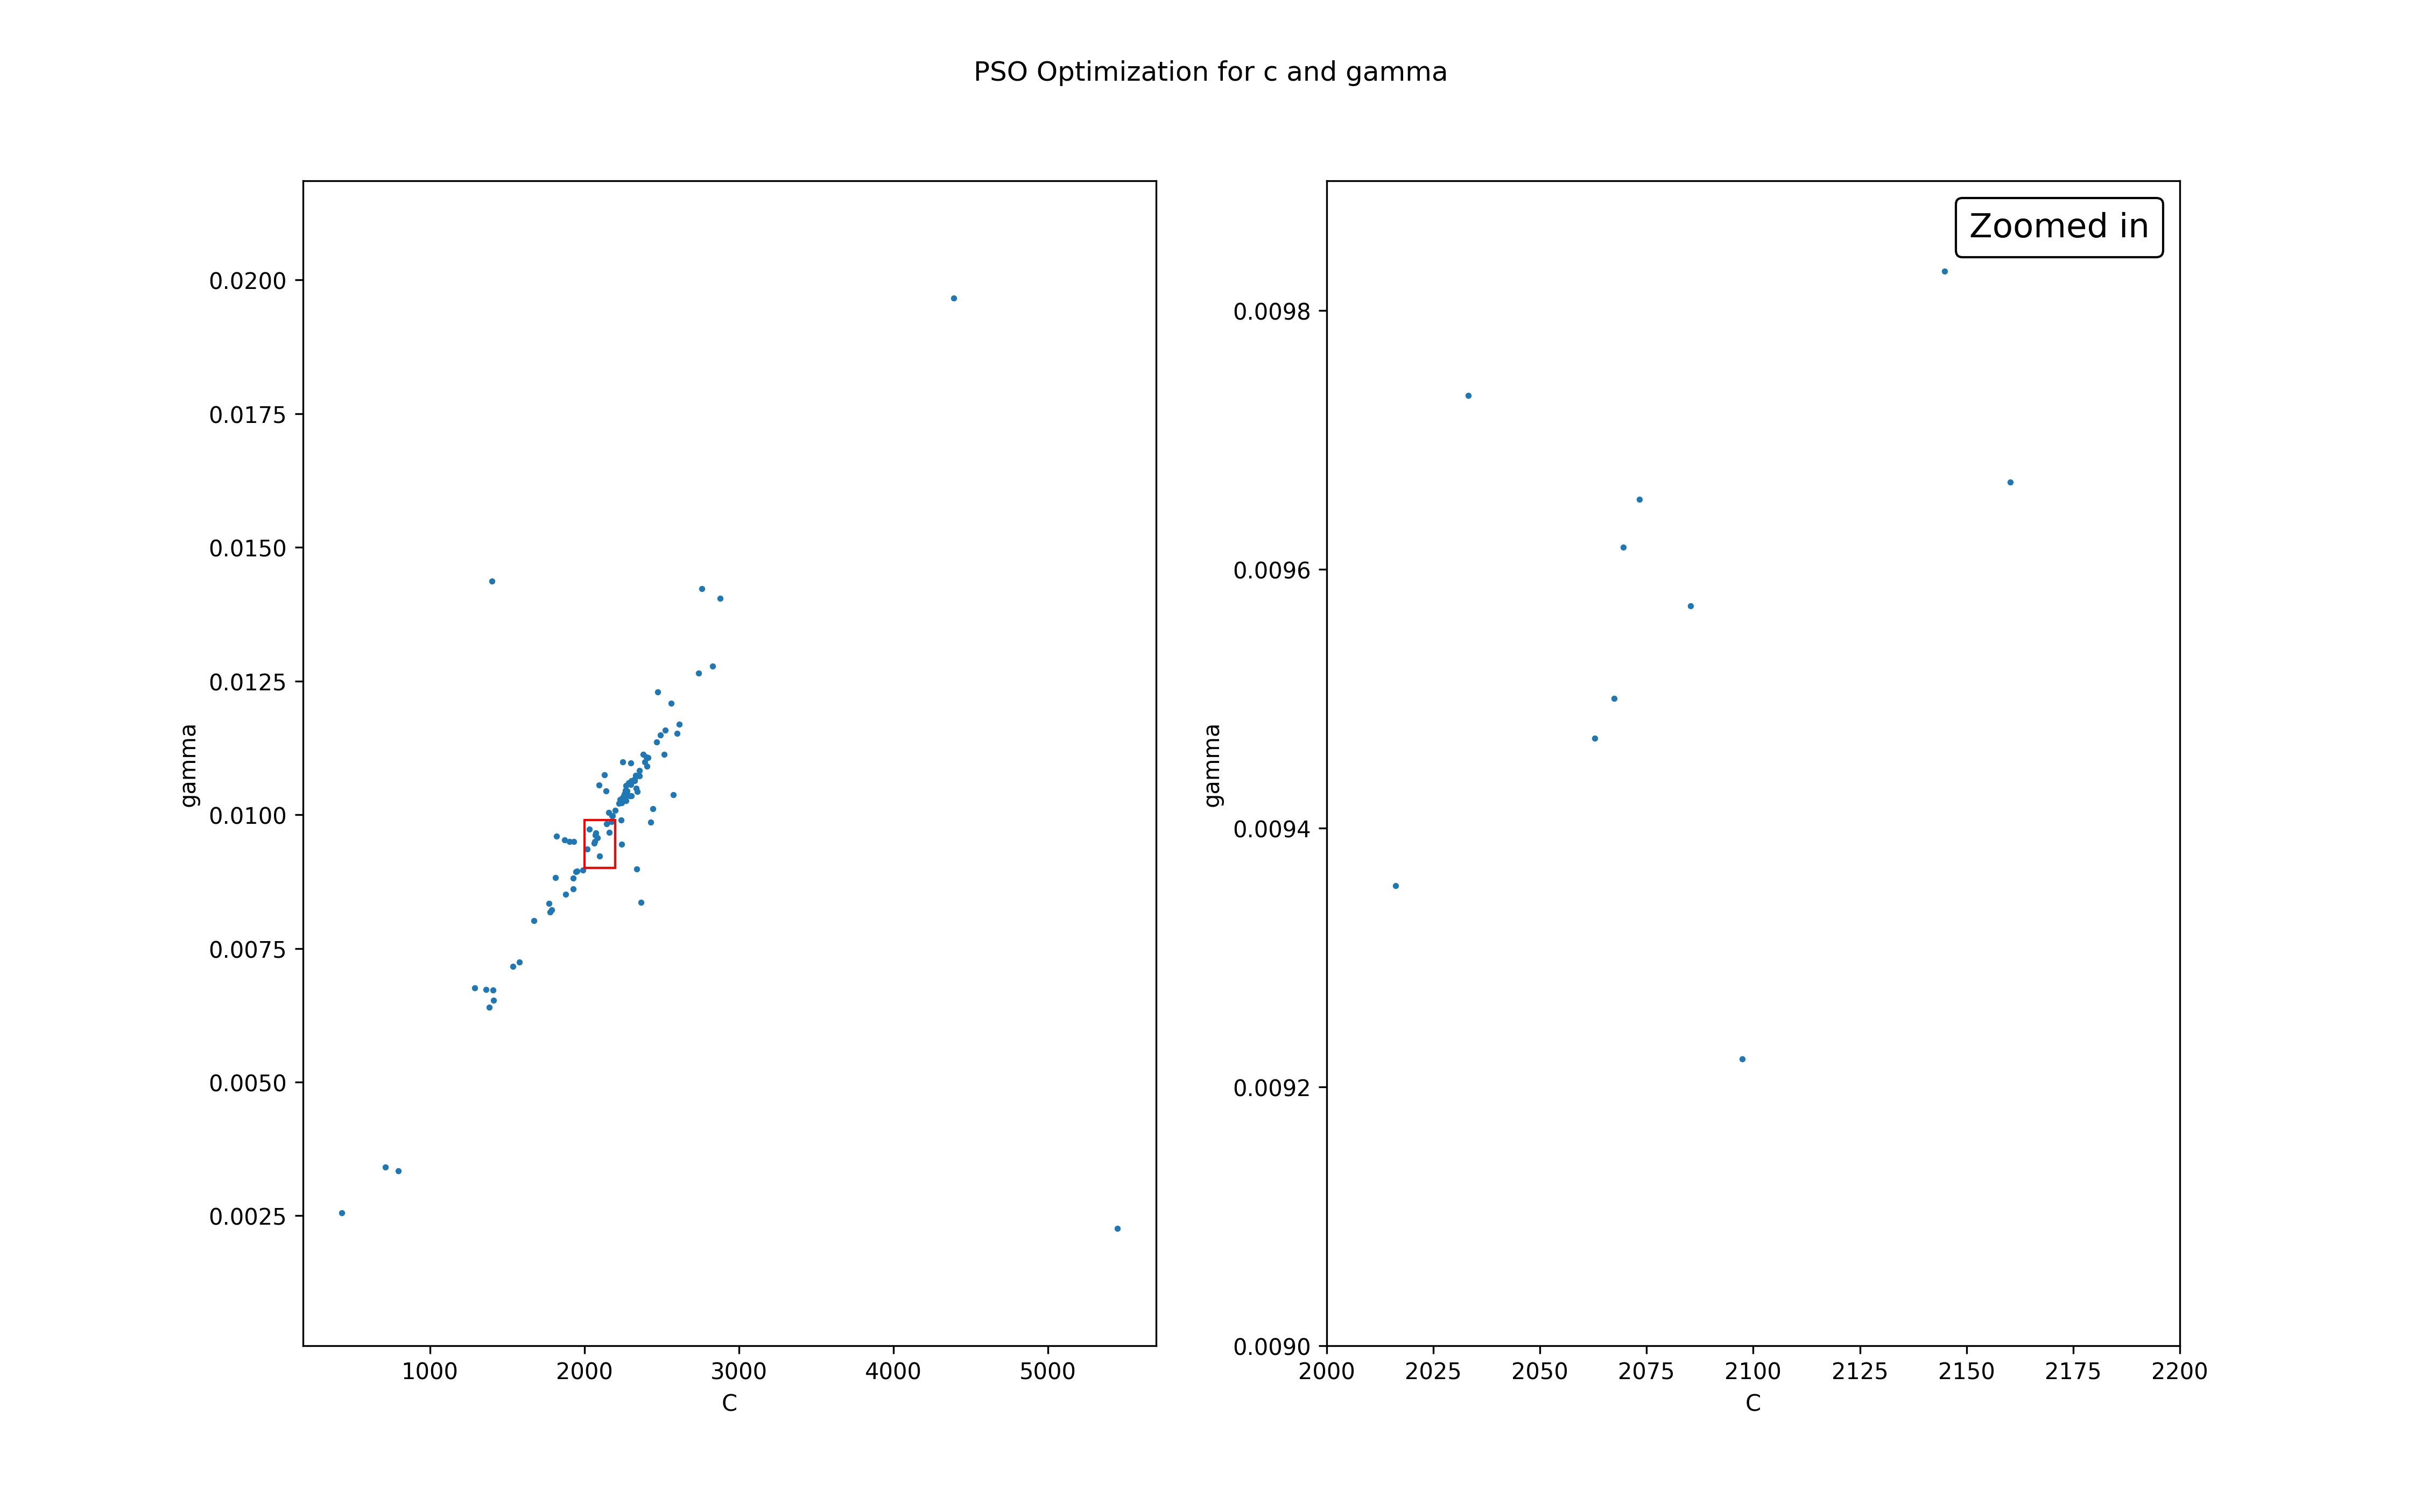 PSO Optimization for c and gamma
gamma
0.0200
0.0175
0.0150
0.0125
0.0100
0.0075
0.0050
0.0025
1000 2000 3000 4000 5000
C
Zoomed in
gamma
0.0098
0.0096
0.0094
0.0092
0.0090
2000 2025 2050 2075 2100 2125 2150 2175 2200
C